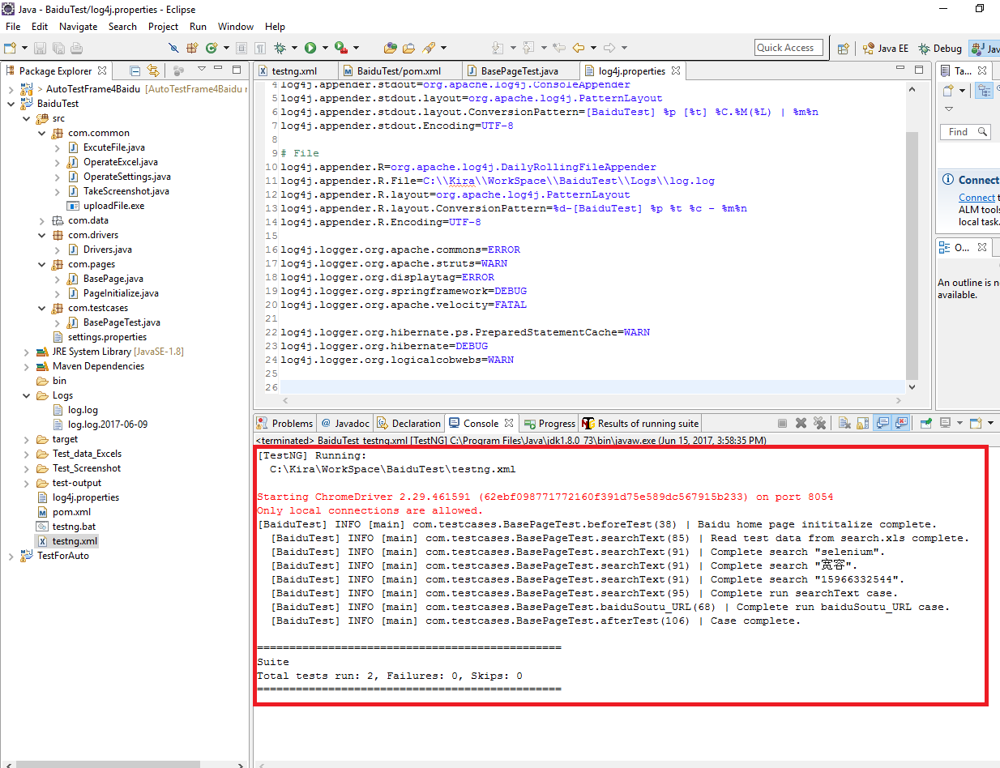 Java - BaiduTest/log4j.properties - Eclipse
File Edit Navigate Search Project Run Window Help
Quick Access
Java EE
Debug
Jav
Package Explorer
> AutoTestFrame4Baidu [AutoTestFrame4Baidu
BaiduTest
src
com.common
ExcuteFile.java
OperateExcel.java
OperateSettings.java
TakeScreenshot.java
uploadFile.exe
com.data
com.drivers
Drivers.java
com.pages
BasePage.java
PageInitialize.java
com.testcases
BasePageTest.java
settings.properties
JRE System Library [JavaSE-1.8]
Maven Dependencies
bin
Logs
log.log
log.log.2017-06-09
target
Test_data_Excels
Test_Screenshot
test-output
log4j.properties
pom.xml
testng.bat
testng.xml
TestForAuto
testng.xml
BaiduTest/pom.xml
BasePageTest.java
log4j.properties
4 log4j.appender.stdout=org.apache.log4j.ConsoleAppender
5 log4j.appender.stdout.layout=org.apache.log4j.PatternLayout
6 log4j.appender.stdout.layout.ConversionPattern=[BaiduTest] %p [%t] %C.%M(%L) | %m%n
7 log4j.appender.stdout.Encoding=UTF-8
8
9 # File
10 log4j.appender.R=org.apache.log4j.DailyRollingFileAppender
11 log4j.appender.R.File=C:\\Kira\\WorkSpace\\BaiduTest\\Logs\\log.log
12 log4j.appender.R.layout=org.apache.log4j.PatternLayout
13 log4j.appender.R.layout.ConversionPattern=%d-[BaiduTest] %p %t %c - %m%n
14 log4j.appender.R.Encoding=UTF-8
15
16 log4j.logger.org.apache.commons=ERROR
17 log4j.logger.org.apache.struts=WARN
18 log4j.logger.org.displaytag=ERROR
19 log4j.logger.org.springframework=DEBUG
20 log4j.logger.org.apache.velocity=FATAL
21
22 log4j.logger.org.hibernate.ps.PreparedStatementCache=WARN
23 log4j.logger.org.hibernate=DEBUG
24 log4j.logger.org.logicalcobwebs=WARN
25
26
Ta...
Find
Connect
Connect t
ALM tools
local task.
O...
An outline is n
available.
Problems
@ Javadoc
Declaration
Console
Progress
Results of running suite
<terminated> BaiduTest_testng.xml [TestNG] C:\Program Files\Java\jdk1.8.0_73\bin\javaw.exe (Jun 15, 2017, 3:58:35 PM)
[TestNG] Running:
C:\Kira\WorkSpace\BaiduTest\testng.xml
Starting ChromeDriver 2.29.461591 (62ebf098771772160f391d75e589dc567915b233) on port 8054
Only local connections are allowed.
[BaiduTest] INFO [main] com.testcases.BasePageTest.beforeTest(38) | Baidu home page inititalize complete.
[BaiduTest] INFO [main] com.testcases.BasePageTest.searchText(85) | Read test data from search.xls complete.
[BaiduTest] INFO [main] com.testcases.BasePageTest.searchText(91) | Complete search "selenium".
[BaiduTest] INFO [main] com.testcases.BasePageTest.searchText(91) | Complete search "宽容".
[BaiduTest] INFO [main] com.testcases.BasePageTest.searchText(91) | Complete search "15966332544".
[BaiduTest] INFO [main] com.testcases.BasePageTest.searchText(95) | Complete run searchText case.
[BaiduTest] INFO [main] com.testcases.BasePageTest.baiduSoutu_URL(68) | Complete run baiduSoutu_URL case.
[BaiduTest] INFO [main] com.testcases.BasePageTest.afterTest(106) | Case complete.
===============================================
Suite
Total tests run: 2, Failures: 0, Skips: 0
===============================================